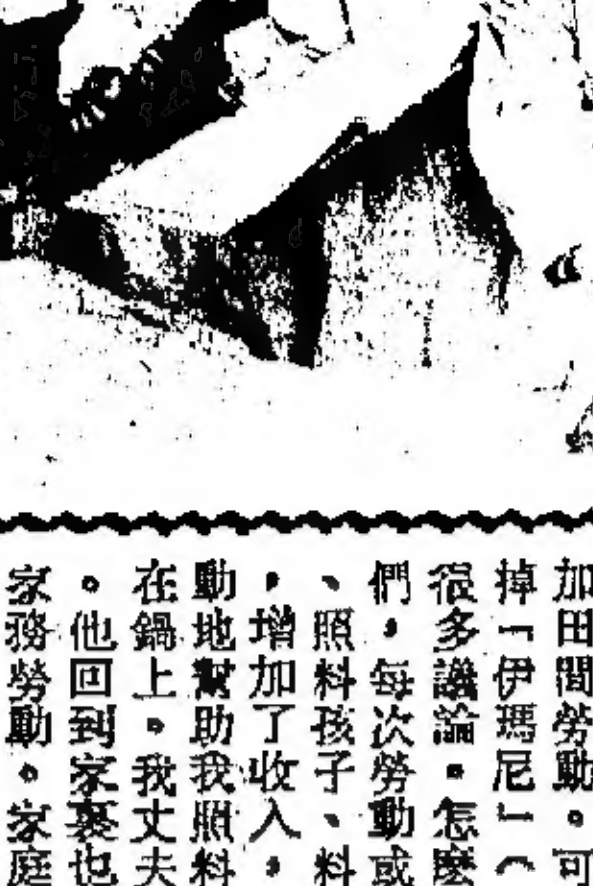 加田間勞動。可
掉「伊瑪尼」（
很多議論。怎麼
們，每次勞動或
、照料孩子、料
，增加了收入，
動地幫助我照料
在鍋上。我丈夫
。他回到家裏也
家務勞動。家庭